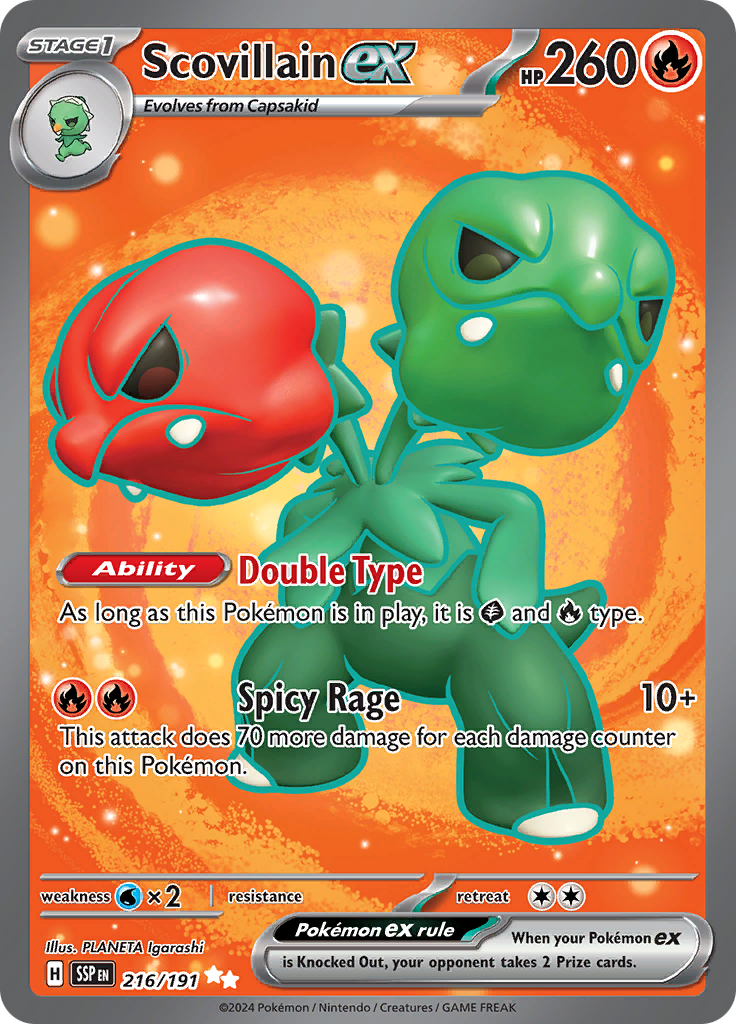 STAGE1
Scovillain ex
HP 260
Evolves from Capsakid
Ability Double Type
As long as this Pokémon is in play, it is and type.
Spicy Rage 10+
This attack does 70 more damage for each damage counter
on this Pokémon.
weakness ×2 resistance retreat
Illus. PLANETA Igarashi
Pokémon ex rule
When your Pokémon ex
is Knocked Out, your opponent takes 2 Prize cards.
H SSP EN 216/191
©2024 Pokémon / Nintendo / Creatures / GAME FREAK